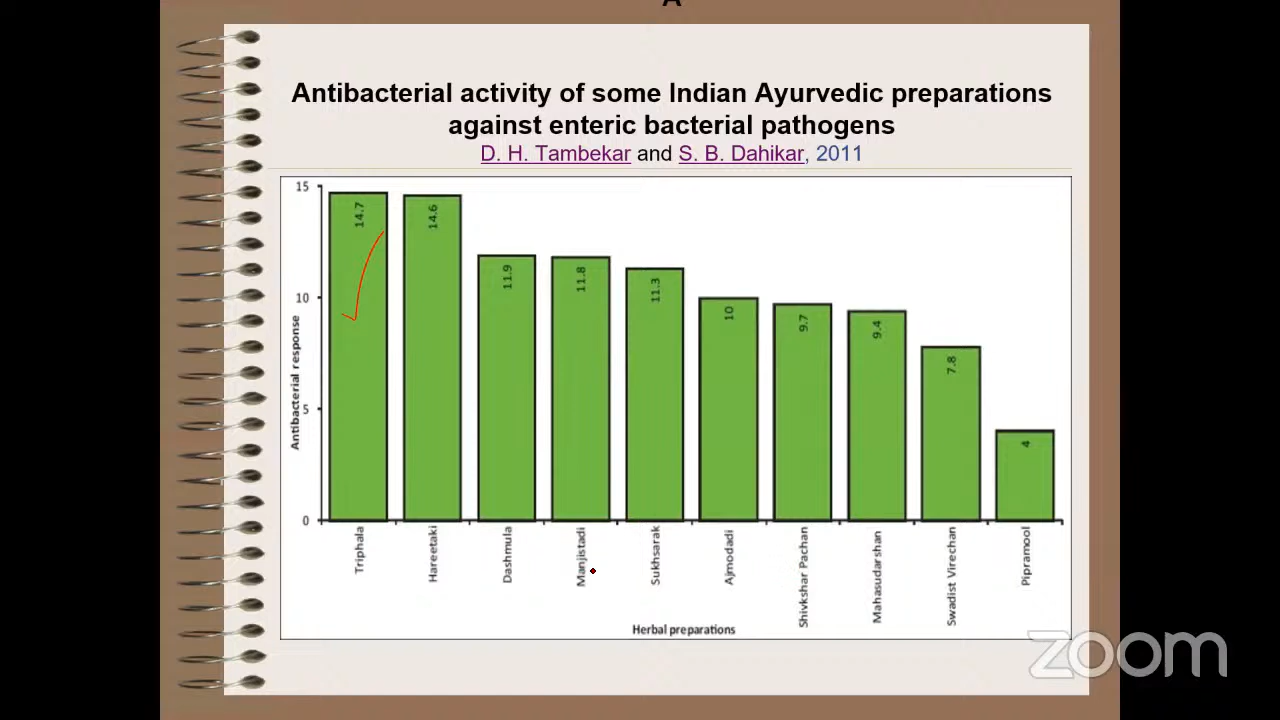 A
Antibacterial activity of some Indian Ayurvedic preparations
against enteric bacterial pathogens
D. H. Tambekar and S. B. Dahikar, 2011
15
10
5
0
Antibacterial response
14.7
14.6
11.9
11.8
11.3
10
9.7
9.4
7.8
4
Triphala
Hareetaki
Dashmula
Manjistadi
Sukhsarak
Ajmodadi
Shivkshar Pachan
Mahasudarshan
Swadist Virechan
Pipramool
Herbal preparations
zoom